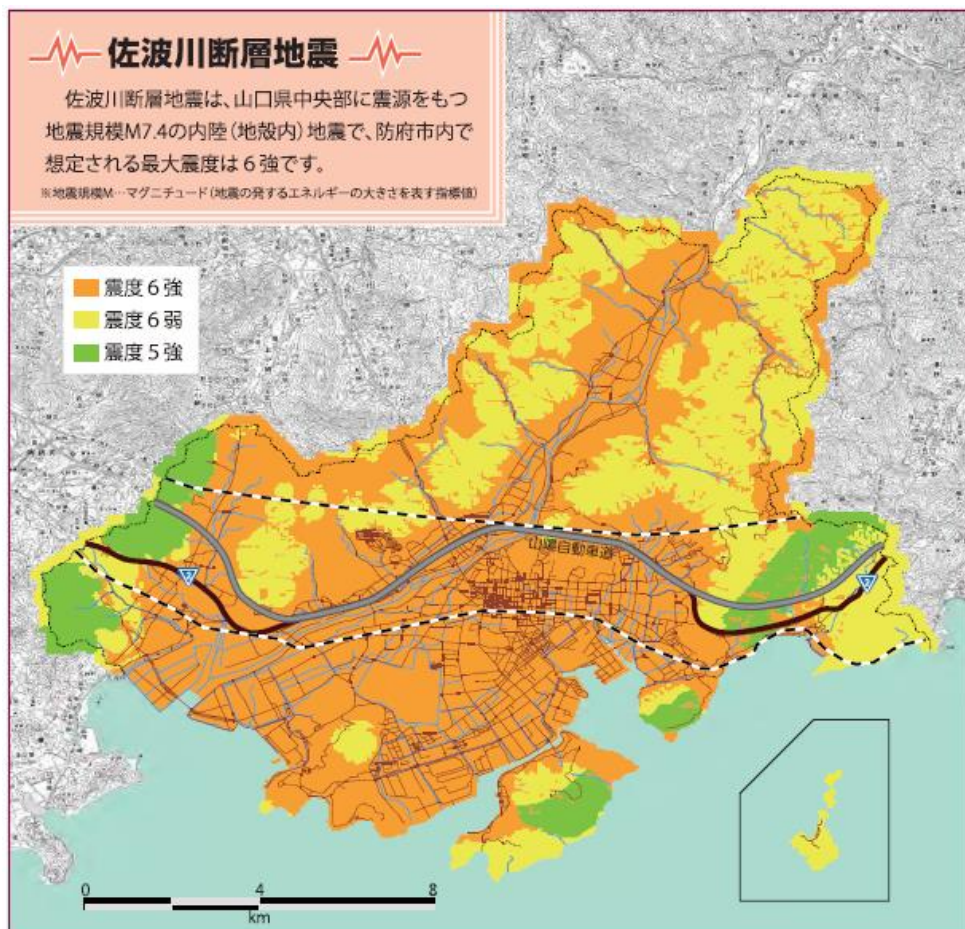 佐波川断層地震
佐波川断層地震は、山口県中央部に震源をもつ
地震規模M7.4の内陸(地殻内)地震で、防府市内で
想定される最大震度は6強です。
※地震規模M…マグニチュード(地震の発するエネルギーの大きさを表す指標値)
震度6強
震度6弱
震度5強
山陽自動車道
2
2
0 4 8
km